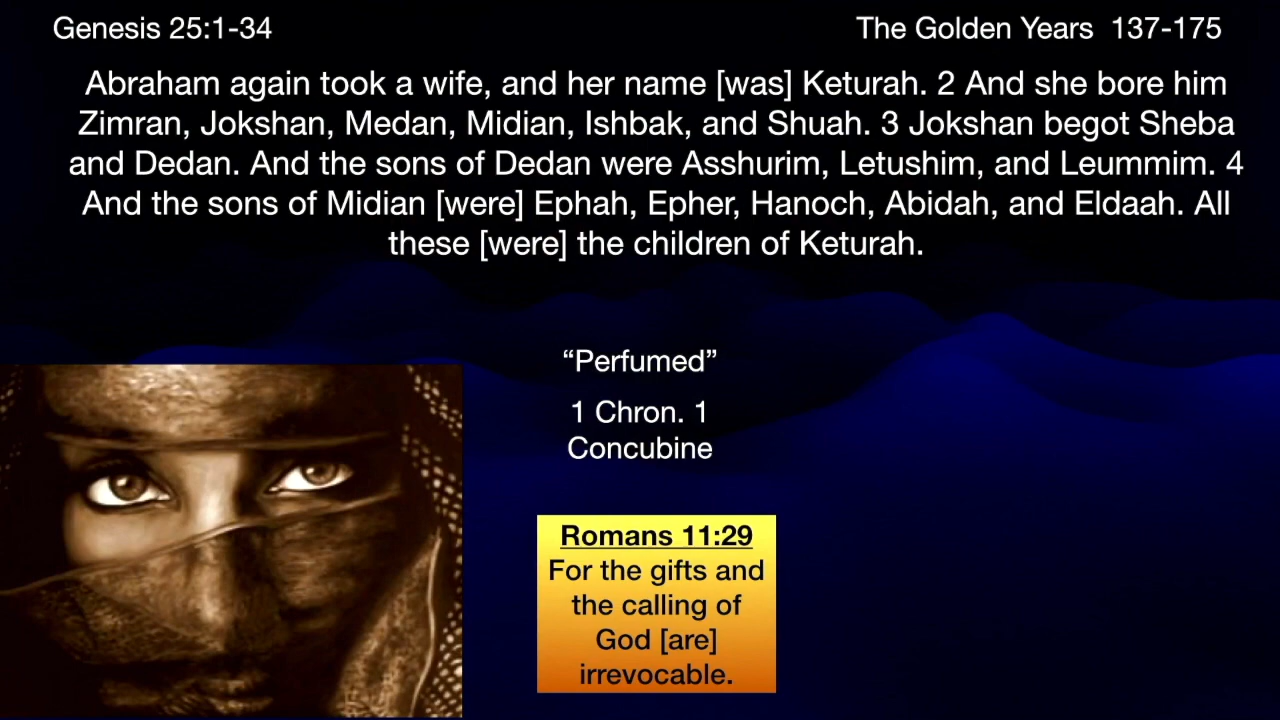 Genesis 25:1-34
The Golden Years 137-175
Abraham again took a wife, and her name [was] Keturah. 2 And she bore him
Zimran, Jokshan, Medan, Midian, Ishbak, and Shuah. 3 Jokshan begot Sheba
and Dedan. And the sons of Dedan were Asshurim, Letushim, and Leummim. 4
And the sons of Midian [were] Ephah, Epher, Hanoch, Abidah, and Eldaah. All
these [were] the children of Keturah.
“Perfumed”
1 Chron. 1
Concubine
Romans 11:29
For the gifts and
the calling of
God [are]
irrevocable.